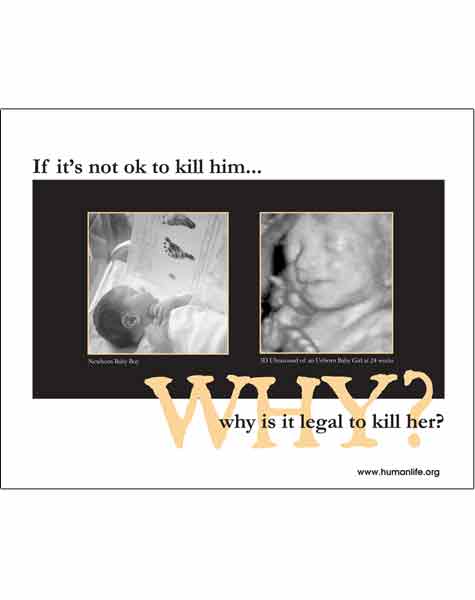 If it's not ok to kill him...
Newborn Baby Boy
3D Ultrasound of an Unborn Baby Girl at 24 weeks
WHY?
why is it legal to kill her?
www.humanlife.org